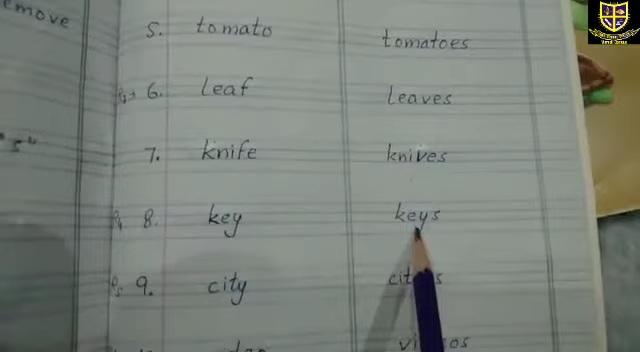 emove
5. tomato tomatoes
6. leaf leaves
7. knife knives
8. key keys
9. city